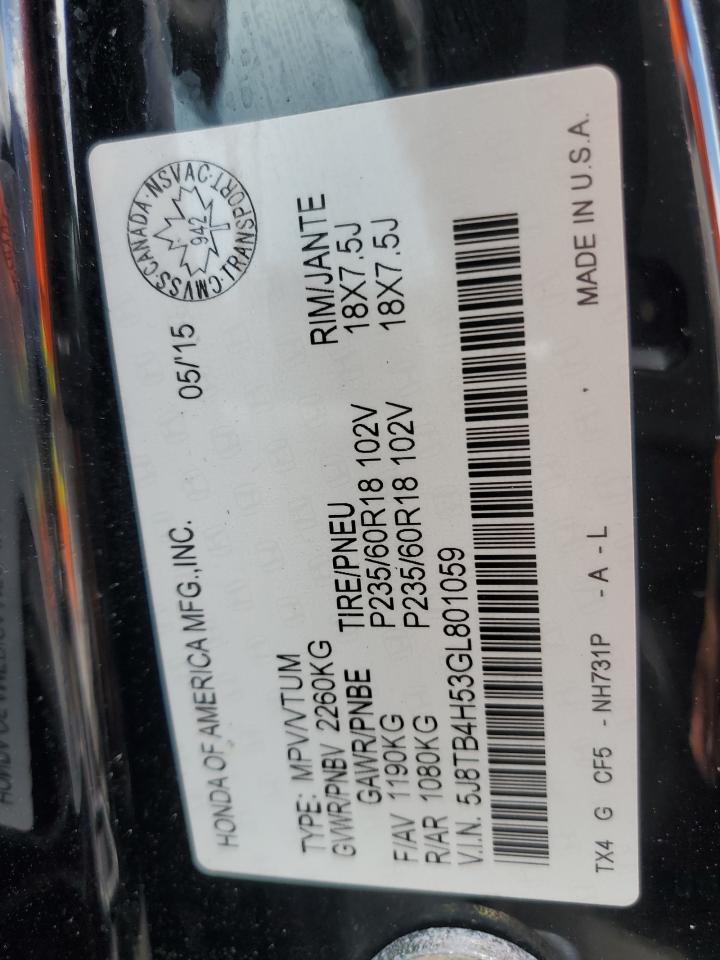 HONDA OF AMERICA MFG.,INC. 05/'15
CMVSS·CANADA·NSVAC·TRANSPORT·
942
TYPE: MPV/VTUM
GVWR/PNBV 2260KG
GAWR/PNBE TIRE/PNEU RIM/JANTE
F/AV 1190KG P235/60R18 102V 18X7.5J
R/AR 1080KG P235/60R18 102V 18X7.5J
V.I.N. 5J8TB4H53GL801059
TX4 G CF5 - NH731P - A - L MADE IN U.S.A.